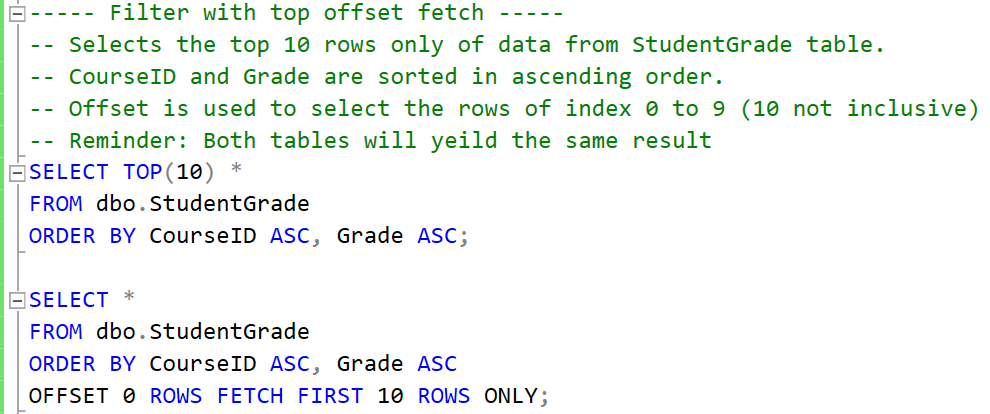 ----- Filter with top offset fetch -----
-- Selects the top 10 rows only of data from StudentGrade table.
-- CourseID and Grade are sorted in ascending order.
-- Offset is used to select the rows of index 0 to 9 (10 not inclusive)
-- Reminder: Both tables will yeild the same result
SELECT TOP(10) *
FROM dbo.StudentGrade
ORDER BY CourseID ASC, Grade ASC;
SELECT *
FROM dbo.StudentGrade
ORDER BY CourseID ASC, Grade ASC
OFFSET 0 ROWS FETCH FIRST 10 ROWS ONLY;